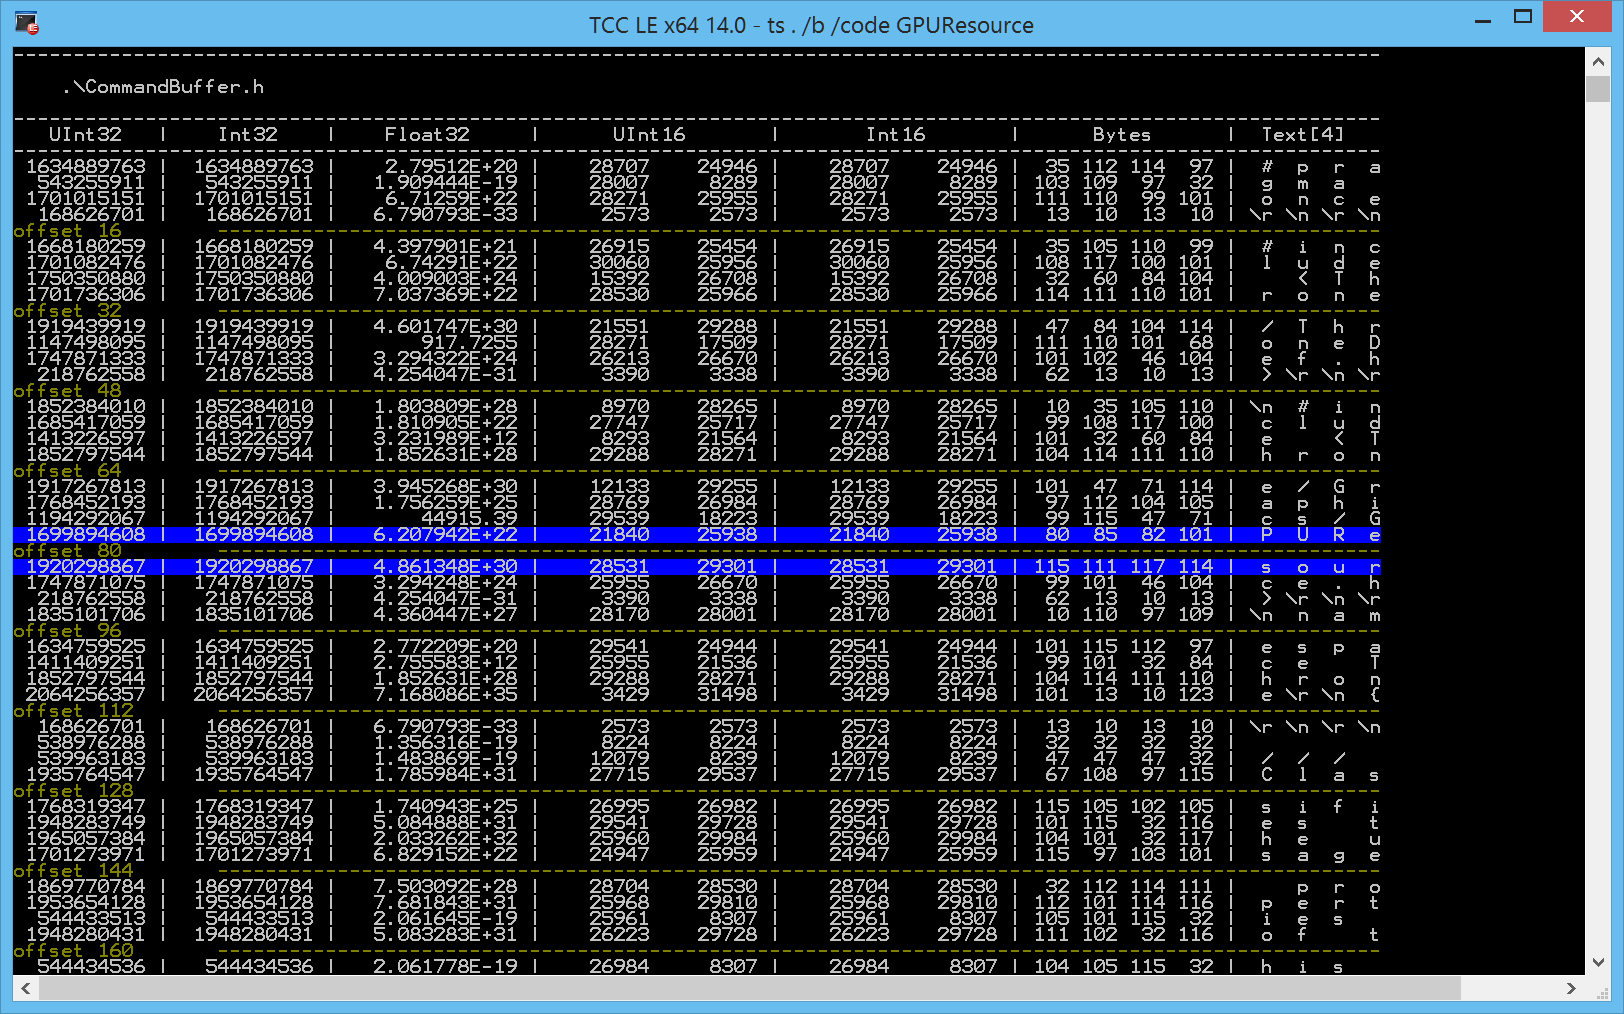 TCC LE x64 14.0 - ts . /b /code GPUResource
--------------------------------------------------------------------------------
.\CommandBuffer.h
--------------------------------------------------------------------------------
UInt32 | Int32 | Float32 | UInt16 | Int16 | Bytes | Text[4]
--------------------------------------------------------------------------------
1634889763 | 1634889763 | 2.79512E+20 | 28707 24946 | 28707 24946 | 35 112 114 97 | # p r a
543255911 | 543255911 | 1.909444E-19 | 28007 8289 | 28007 8289 | 103 109 97 32 | g m a
1701015151 | 1701015151 | 6.71259E+22 | 28271 25955 | 28271 25955 | 111 110 99 101 | o n c e
168626701 | 168626701 | 6.790793E-33 | 2573 2573 | 2573 2573 | 13 10 13 10 | \r \n \r \n
offset 16
1668180259 | 1668180259 | 4.397901E+21 | 26915 25454 | 26915 25454 | 35 105 110 99 | # i n c
1701082476 | 1701082476 | 6.74291E+22 | 30060 25956 | 30060 25956 | 108 117 100 101 | l u d e
1750350880 | 1750350880 | 4.009003E+24 | 15392 26708 | 15392 26708 | 32 60 84 104 | < T h
1701736306 | 1701736306 | 7.037369E+22 | 28530 25966 | 28530 25966 | 114 111 110 101 | r o n e
offset 32
1919439919 | 1919439919 | 4.601747E+30 | 21551 29288 | 21551 29288 | 47 84 104 114 | / T h r
1147498095 | 1147498095 | 917.7255 | 28271 17509 | 28271 17509 | 111 110 101 68 | o n e D
1747871333 | 1747871333 | 3.294322E+24 | 26213 26670 | 26213 26670 | 101 102 46 104 | e f . h
218762558 | 218762558 | 4.254047E-31 | 3390 3338 | 3390 3338 | 62 13 10 13 | > \r \n \r
offset 48
1852384010 | 1852384010 | 1.803809E+28 | 8970 28265 | 8970 28265 | 10 35 105 110 | \n # i n
1685417059 | 1685417059 | 1.810905E+22 | 27747 25717 | 27747 25717 | 99 108 117 100 | c l u d
1413226597 | 1413226597 | 3.231989E+12 | 8293 21564 | 8293 21564 | 101 32 60 84 | e < T
1852797544 | 1852797544 | 1.852631E+28 | 29288 28271 | 29288 28271 | 104 114 111 110 | h r o n
offset 64
1917267813 | 1917267813 | 3.945268E+30 | 12133 29255 | 12133 29255 | 101 47 71 114 | e / G r
1768452193 | 1768452193 | 1.756259E+25 | 28769 26984 | 28769 26984 | 97 112 104 105 | a p h i
1194292067 | 1194292067 | 44915.39 | 29539 18223 | 29539 18223 | 99 115 47 71 | c s / G
1699894608 | 1699894608 | 6.207942E+22 | 21840 25938 | 21840 25938 | 80 85 82 101 | P U R e
offset 80
1920298867 | 1920298867 | 4.861348E+30 | 28531 29301 | 28531 29301 | 115 111 117 114 | s o u r
1747871075 | 1747871075 | 3.294248E+24 | 25955 26670 | 25955 26670 | 99 101 46 104 | c e . h
218762558 | 218762558 | 4.254047E-31 | 3390 3338 | 3390 3338 | 62 13 10 13 | > \r \n \r
1835101706 | 1835101706 | 4.360447E+27 | 28170 28001 | 28170 28001 | 10 110 97 109 | \n n a m
offset 96
1634759525 | 1634759525 | 2.772209E+20 | 29541 24944 | 29541 24944 | 101 115 112 97 | e s p a
1411409251 | 1411409251 | 2.755583E+12 | 25955 21536 | 25955 21536 | 99 101 32 84 | c e T
1852797544 | 1852797544 | 1.852631E+28 | 29288 28271 | 29288 28271 | 104 114 111 110 | h r o n
2064256357 | 2064256357 | 7.168086E+35 | 3429 31498 | 3429 31498 | 101 13 10 123 | e \r \n {
offset 112
168626701 | 168626701 | 6.790793E-33 | 2573 2573 | 2573 2573 | 13 10 13 10 | \r \n \r \n
538976288 | 538976288 | 1.356316E-19 | 8224 8224 | 8224 8224 | 32 32 32 32 |
539963183 | 539963183 | 1.483869E-19 | 12079 8239 | 12079 8239 | 47 47 47 32 | / / /
1935764547 | 1935764547 | 1.785984E+31 | 27715 29537 | 27715 29537 | 67 108 97 115 | C l a s
offset 128
1768319347 | 1768319347 | 1.740943E+25 | 26995 26982 | 26995 26982 | 115 105 102 105 | s i f i
1948283749 | 1948283749 | 5.084888E+31 | 29541 29728 | 29541 29728 | 101 115 32 116 | e s t
1965057384 | 1965057384 | 2.033262E+32 | 25960 29984 | 25960 29984 | 104 101 32 117 | h e u
1701273971 | 1701273971 | 6.829152E+22 | 24947 25959 | 24947 25959 | 115 97 103 101 | s a g e
offset 144
1869770784 | 1869770784 | 7.503092E+28 | 28704 28530 | 28704 28530 | 32 112 114 111 | p r o
1953654128 | 1953654128 | 7.681843E+31 | 25968 29810 | 25968 29810 | 112 101 114 116 | p e r t
544433513 | 544433513 | 2.061645E-19 | 25961 8307 | 25961 8307 | 105 101 115 32 | i e s
1948280431 | 1948280431 | 5.083283E+31 | 26223 29728 | 26223 29728 | 111 102 32 116 | o f t
offset 160
544434536 | 544434536 | 2.061778E-19 | 26984 8307 | 26984 8307 | 104 105 115 32 | h i s